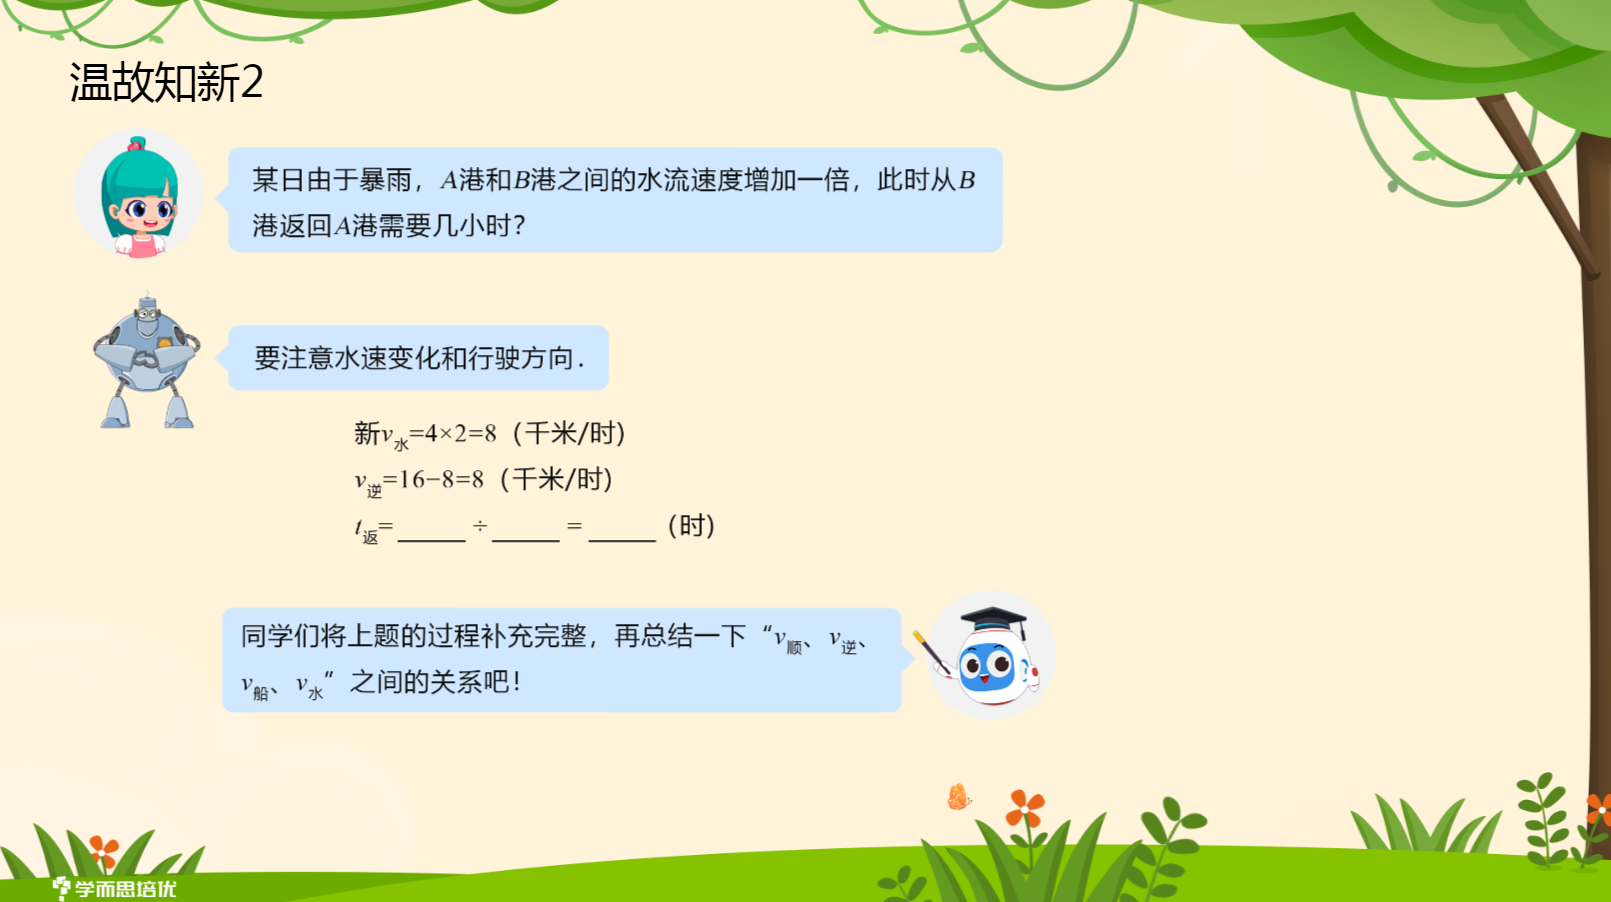 温故知新2
某日由于暴雨，A港和B港之间的水流速度增加一倍，此时从B
港返回A港需要几小时？
要注意水速变化和行驶方向．
新v水=4×2=8（千米/时）
v逆=16−8=8（千米/时）
t返=_____÷_____=_____（时）
同学们将上题的过程补充完整，再总结一下“v顺、v逆、
v船、v水”之间的关系吧！
学而思培优